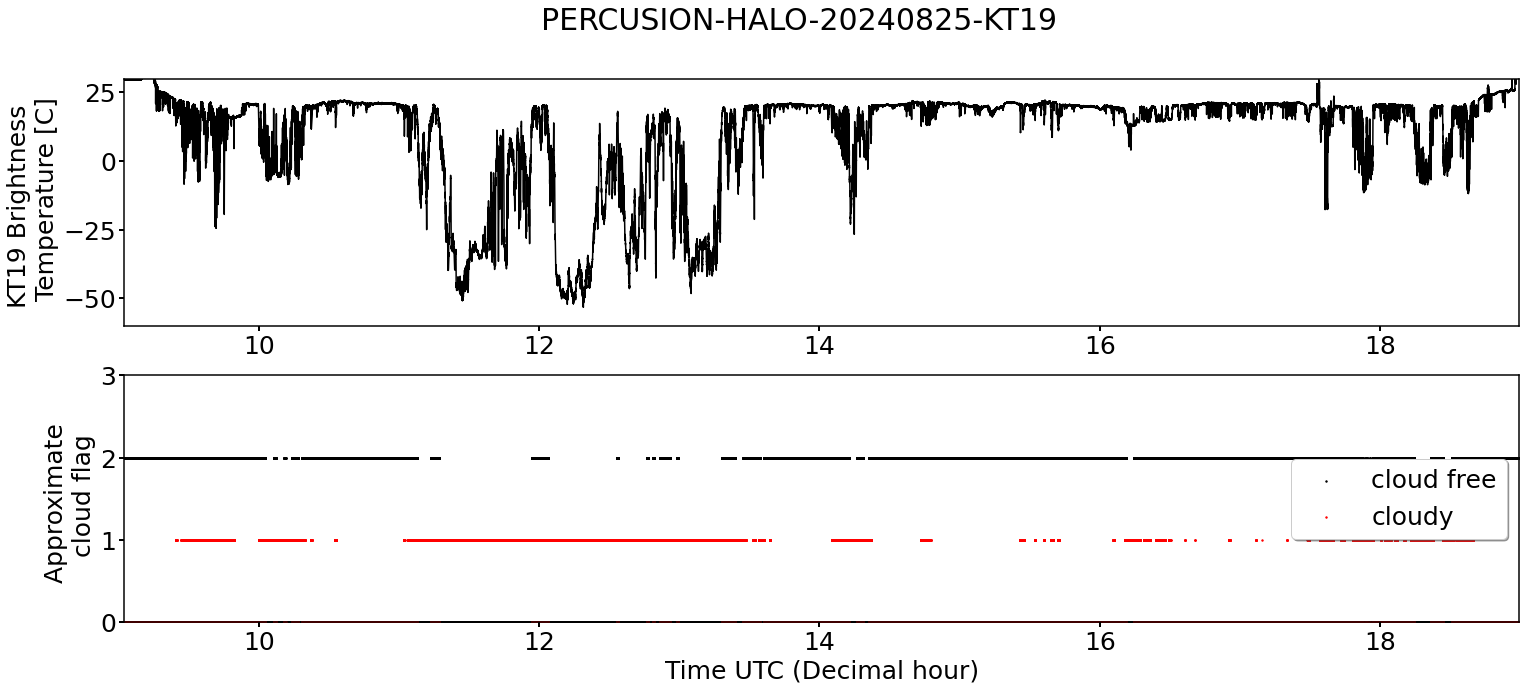 PERCUSION-HALO-20240825-KT19
KT19 Brightness
Temperature [C]
25
0
−25
−50
10
12
14
16
18
Approximate
cloud flag
3
2
1
0
cloud free
cloudy
10
12
14
16
18
Time UTC (Decimal hour)